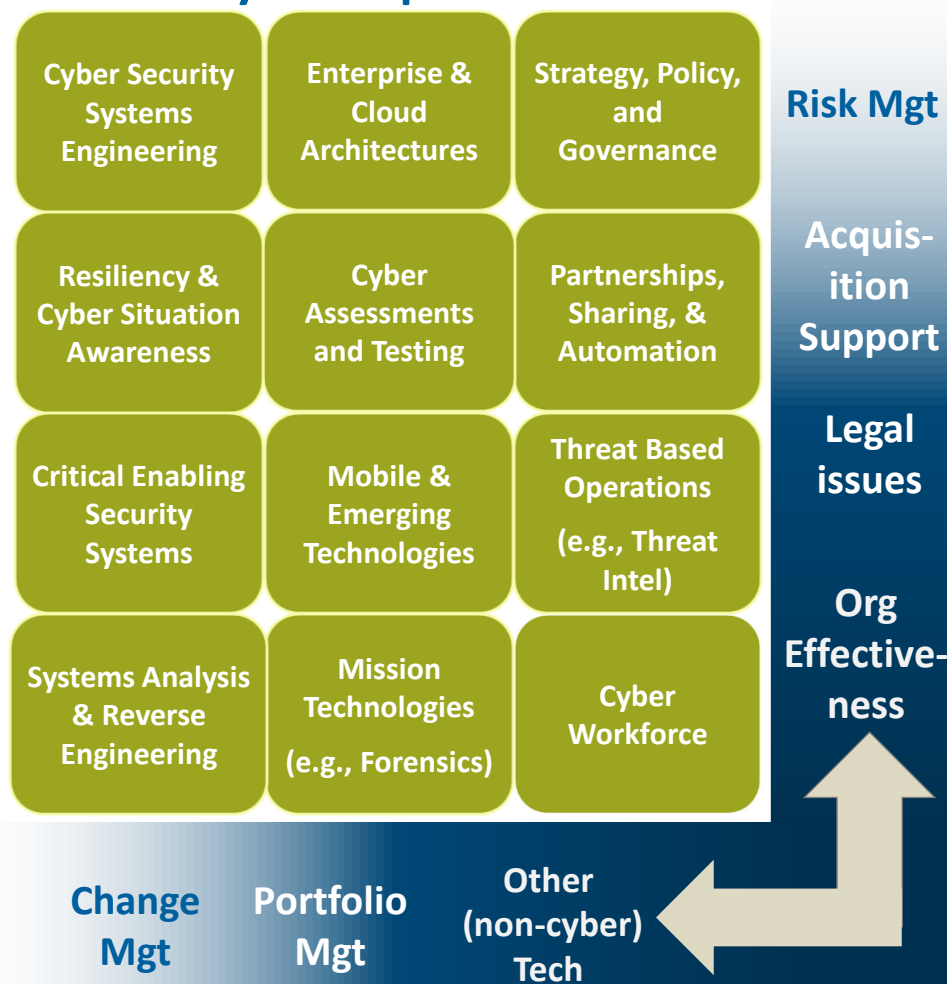 Cyber Security
Systems
Engineering
Enterprise &
Cloud
Architectures
Strategy, Policy,
and
Governance
Risk Mgt
Resiliency &
Cyber Situation
Awareness
Cyber
Assessments
and Testing
Partnerships,
Sharing, &
Automation
Acquis-
ition
Support
Critical Enabling
Security
Systems
Mobile &
Emerging
Technologies
Threat Based
Operations
(e.g., Threat
Intel)
Legal
issues
Systems Analysis
& Reverse
Engineering
Mission
Technologies
(e.g., Forensics)
Cyber
Workforce
Org
Effective-
ness
Change
Mgt
Portfolio
Mgt
Other
(non-cyber)
Tech